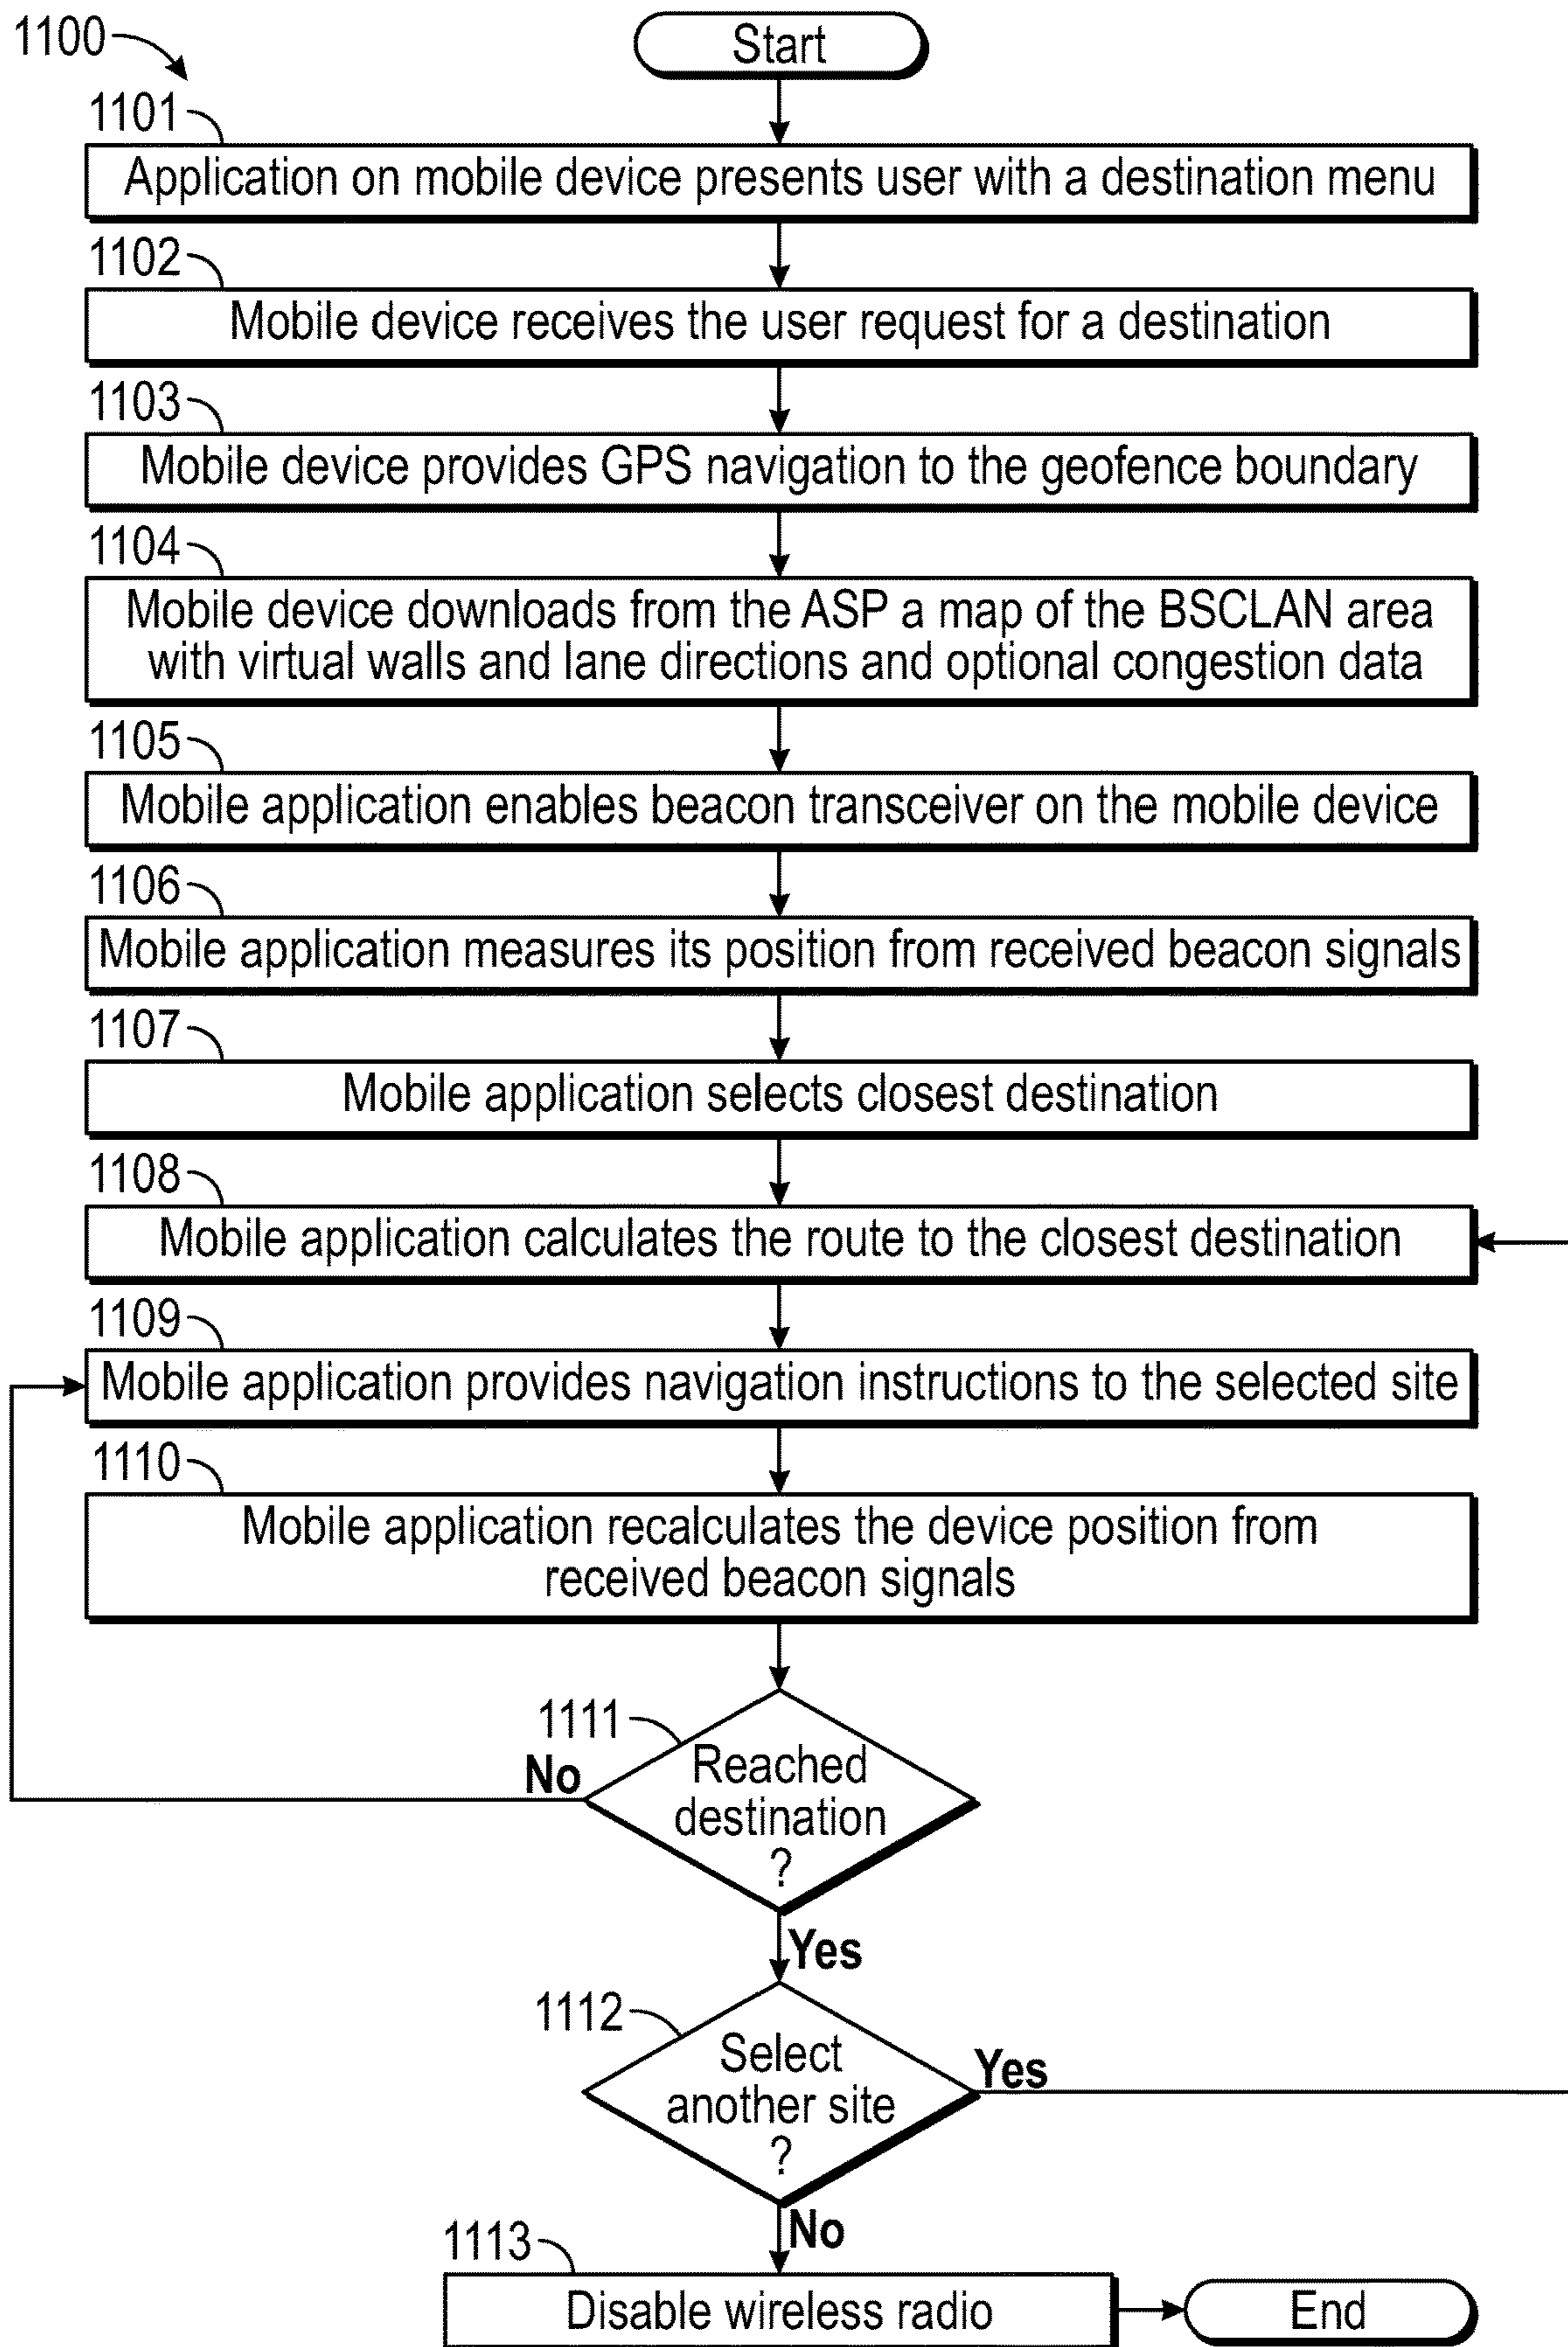 1100
Start
1101
Application on mobile device presents user with a destination menu
1102
Mobile device receives the user request for a destination
1103
Mobile device provides GPS navigation to the geofence boundary
1104
Mobile device downloads from the ASP a map of the BSCLAN area
with virtual walls and lane directions and optional congestion data
1105
Mobile application enables beacon transceiver on the mobile device
1106
Mobile application measures its position from received beacon signals
1107
Mobile application selects closest destination
1108
Mobile application calculates the route to the closest destination
1109
Mobile application provides navigation instructions to the selected site
1110
Mobile application recalculates the device position from
received beacon signals
1111
No
Reached
destination
?
Yes
1112
Select
another site
?
Yes
No
1113
Disable wireless radio
End